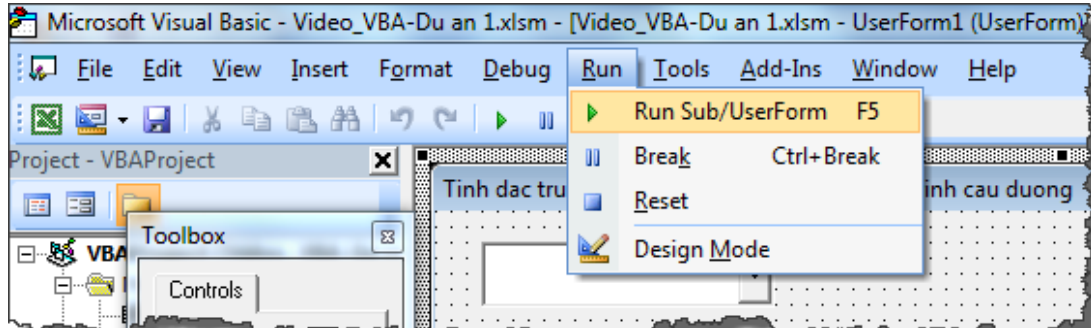 Microsoft Visual Basic - Video_VBA-Du an 1.xlsm - [Video_VBA-Du an 1.xlsm - UserForm1 (UserForm)
File Edit View Insert Format Debug Run Tools Add-Ins Window Help
Run Sub/UserForm F5
Project - VBAProject
Break Ctrl+Break
Tinh dac inh cau duong
Reset
Toolbox
VBA
Design Mode
Controls